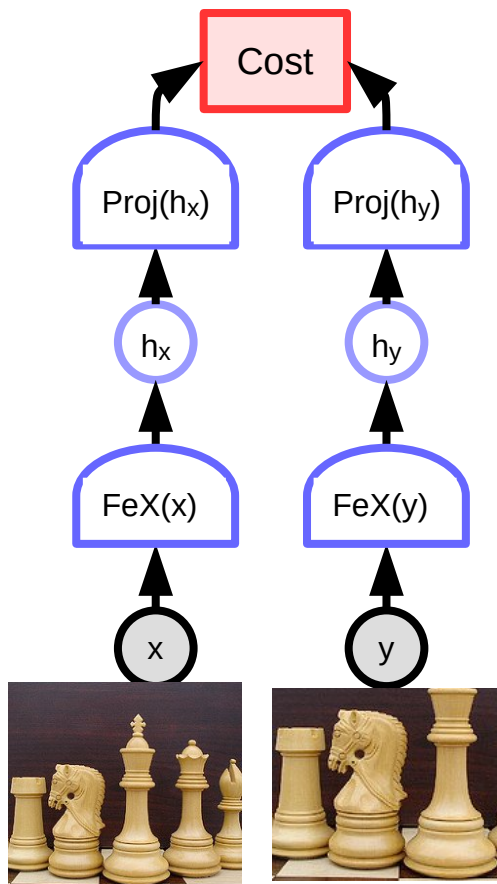 Cost
Proj(hx) Proj(hy)
hx hy
FeX(x) FeX(y)
x y